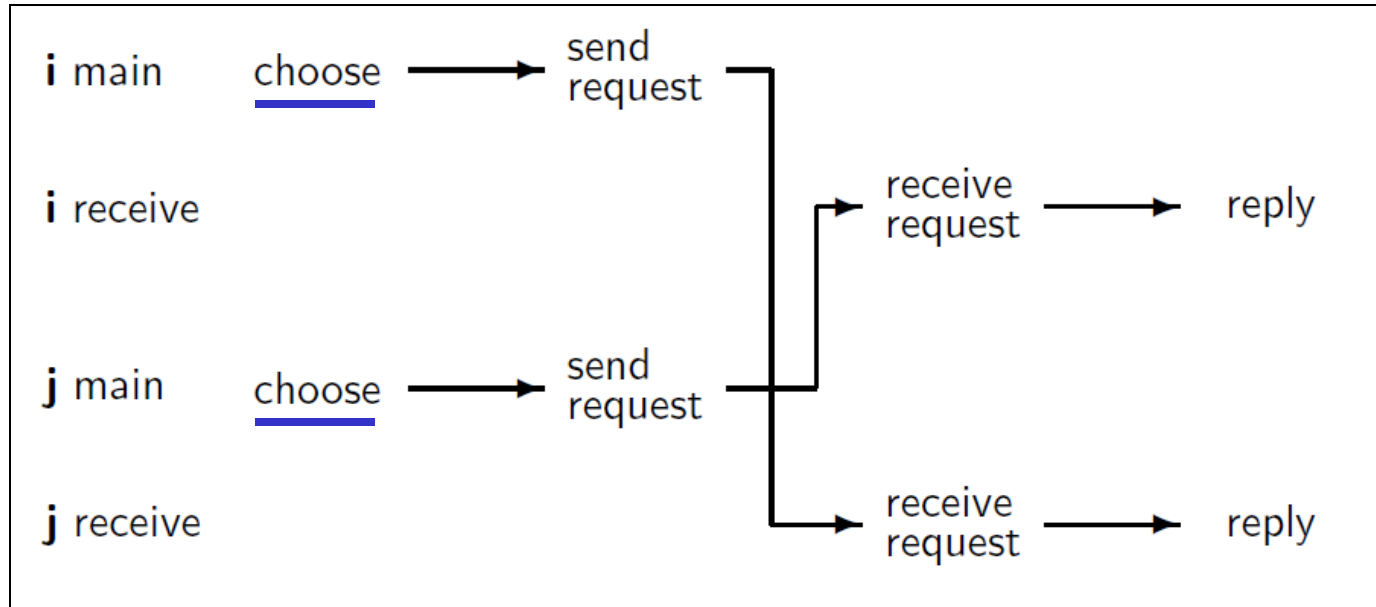 i main choose send
request
i receive receive
request reply
j main choose send
request
j receive receive
request reply